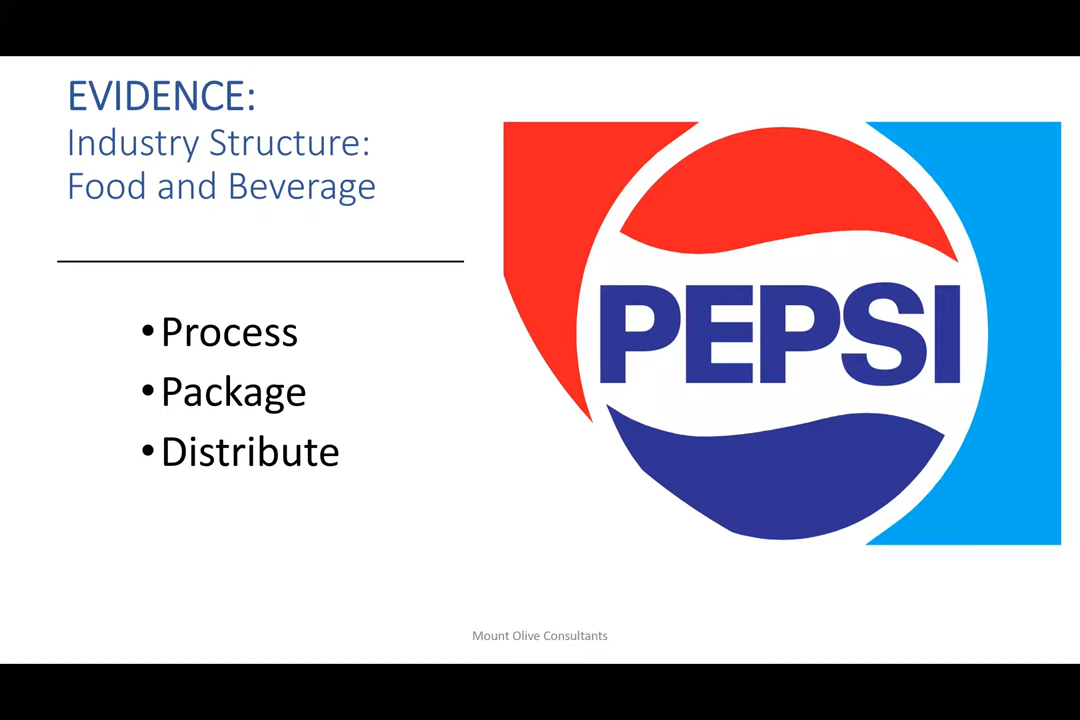 EVIDENCE:
Industry Structure:
Food and Beverage
•Process
•Package
•Distribute
PEPSI
Mount Olive Consultants